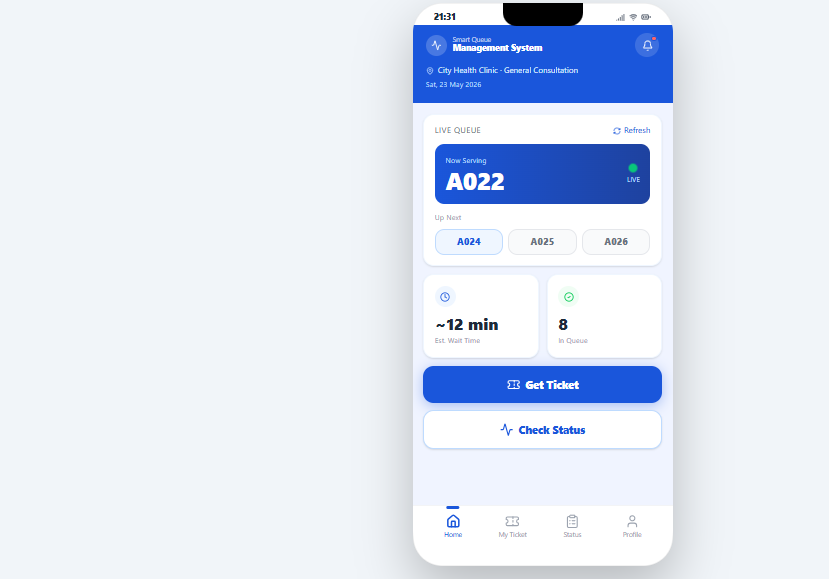 21:31
Smart Queue
Management System
City Health Clinic · General Consultation
Sat, 23 May 2026
LIVE QUEUE
Refresh
Now Serving
A022
LIVE
Up Next
A024 A025 A026
~12 min
Est. Wait Time
8
In Queue
Get Ticket
Check Status
Home My Ticket Status Profile